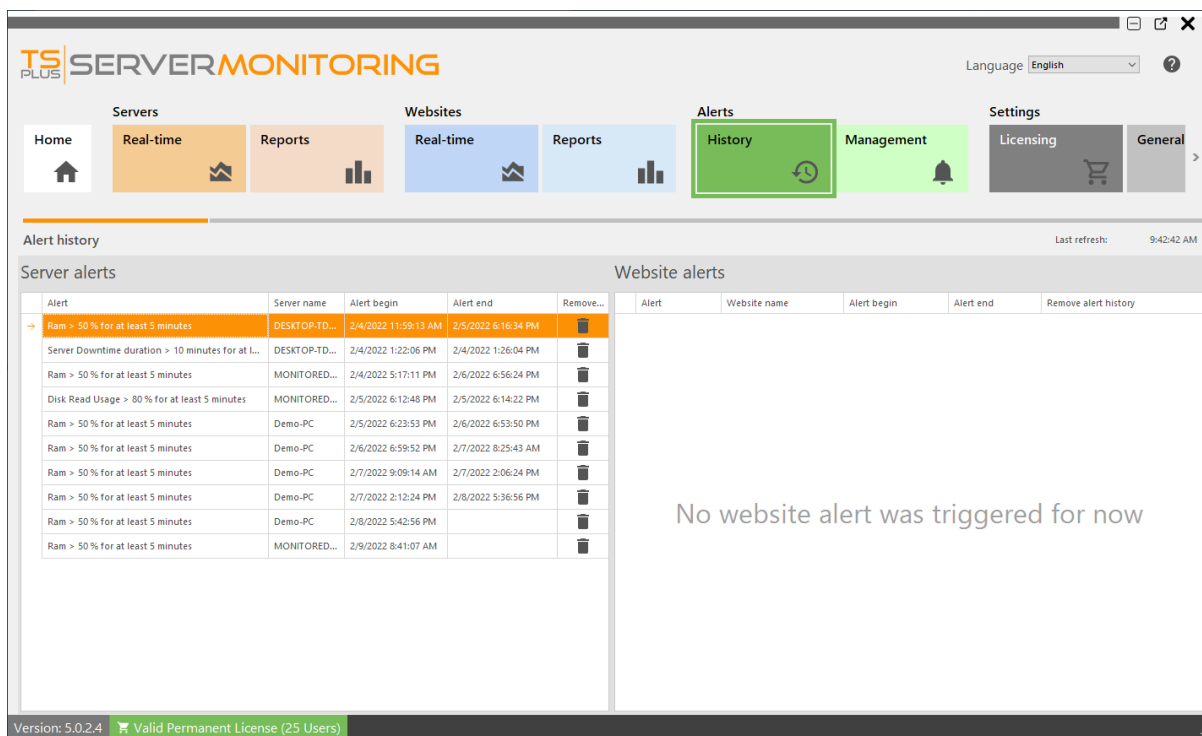 TS PLUS SERVERMONITORING
Language English
Servers Websites Alerts Settings
Home Real-time Reports Real-time Reports History Management Licensing General
Alert history Last refresh: 9:42:42 AM
Server alerts Website alerts
Alert Server name Alert begin Alert end Remove... Alert Website name Alert begin Alert end Remove alert history
Ram > 50 % for at least 5 minutes DESKTOP-TD... 2/4/2022 11:59:13 AM 2/5/2022 6:16:34 PM
Server Downtime duration > 10 minutes for at l... DESKTOP-TD... 2/4/2022 1:22:06 PM 2/4/2022 1:26:04 PM
Ram > 50 % for at least 5 minutes MONITORED... 2/4/2022 5:17:11 PM 2/6/2022 6:56:24 PM
Disk Read Usage > 80 % for at least 5 minutes MONITORED... 2/5/2022 6:12:48 PM 2/5/2022 6:14:22 PM
Ram > 50 % for at least 5 minutes Demo-PC 2/5/2022 6:23:53 PM 2/6/2022 6:53:50 PM
Ram > 50 % for at least 5 minutes Demo-PC 2/6/2022 6:59:52 PM 2/7/2022 8:25:43 AM
Ram > 50 % for at least 5 minutes Demo-PC 2/7/2022 9:09:14 AM 2/7/2022 2:06:24 PM
Ram > 50 % for at least 5 minutes Demo-PC 2/7/2022 2:12:24 PM 2/8/2022 5:36:56 PM
Ram > 50 % for at least 5 minutes Demo-PC 2/8/2022 5:42:56 PM
Ram > 50 % for at least 5 minutes MONITORED... 2/9/2022 8:41:07 AM
No website alert was triggered for now
Version: 5.0.2.4 Valid Permanent License (25 Users)